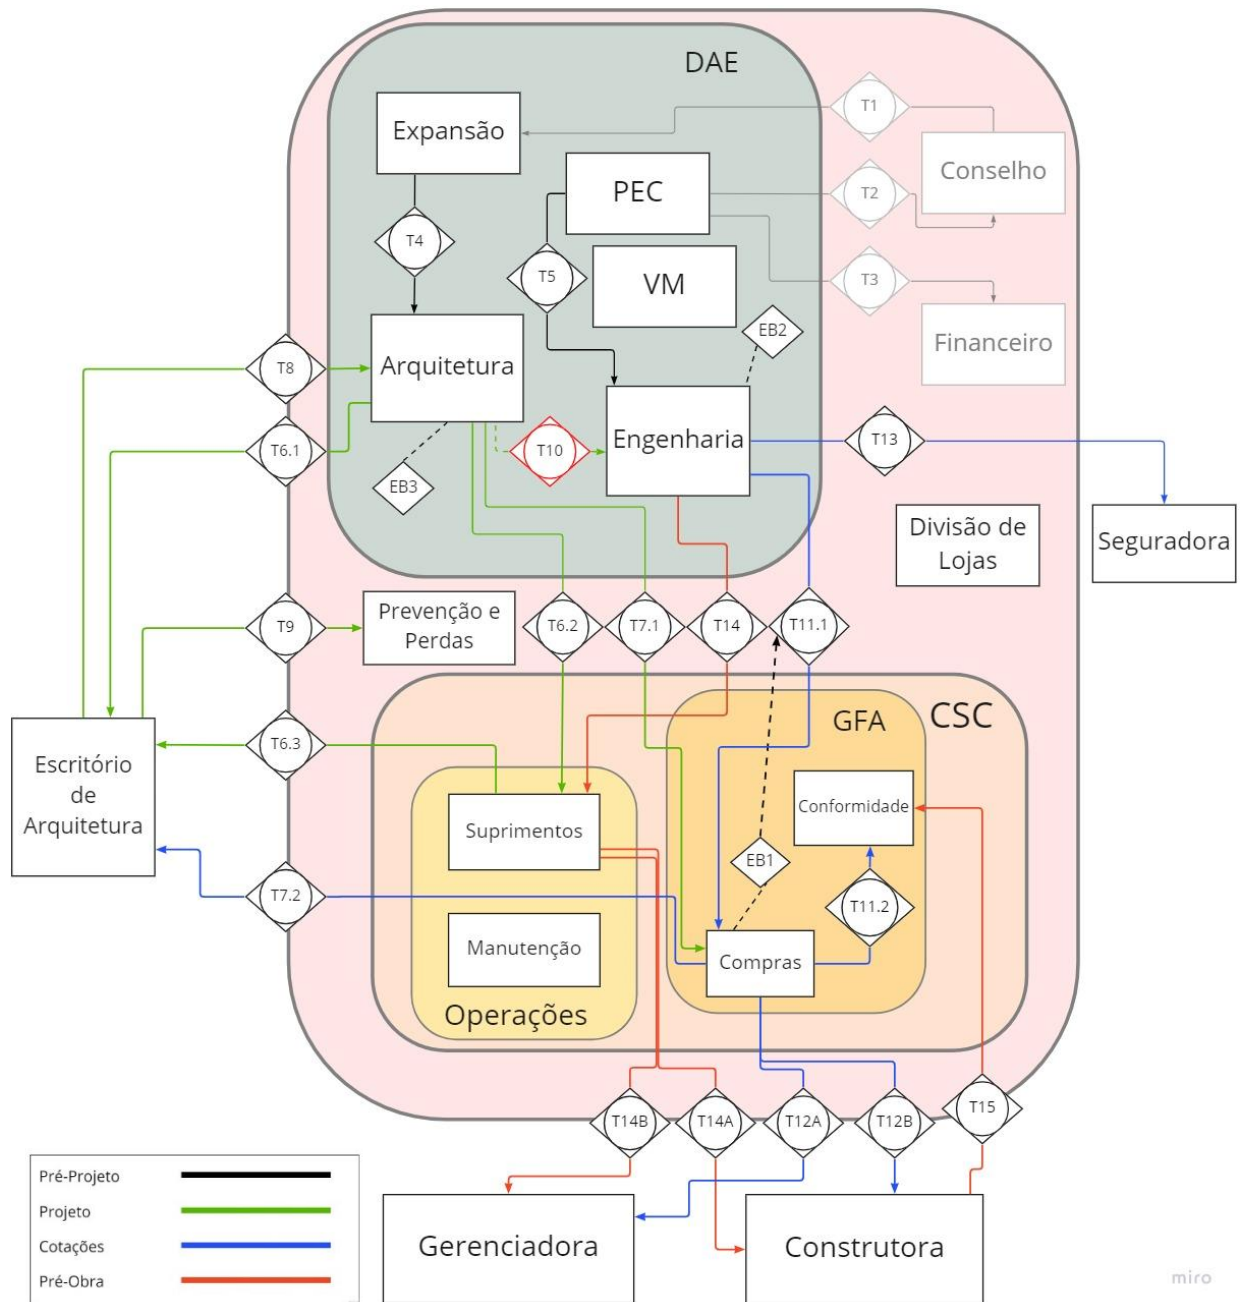 DAE
T1
Expansão
Conselho
PEC
T2
T4
T5
VM
T3
EB2
Financeiro
T8
Arquitetura
Engenharia
T13
T6.1
T10
EB3
Divisão de
Lojas
Seguradora
Prevenção e
Perdas
T9
T6.2
T7.1
T14
T11.1
CSC
GFA
T6.3
Escritório
de
Arquitetura
Suprimentos
Conformidade
EB1
T7.2
T11.2
Manutenção
Compras
Operações
T14B
T14A
T12A
T12B
T15
Pré-Projeto
Projeto
Cotações
Pré-Obra
Gerenciadora
Construtora
miro